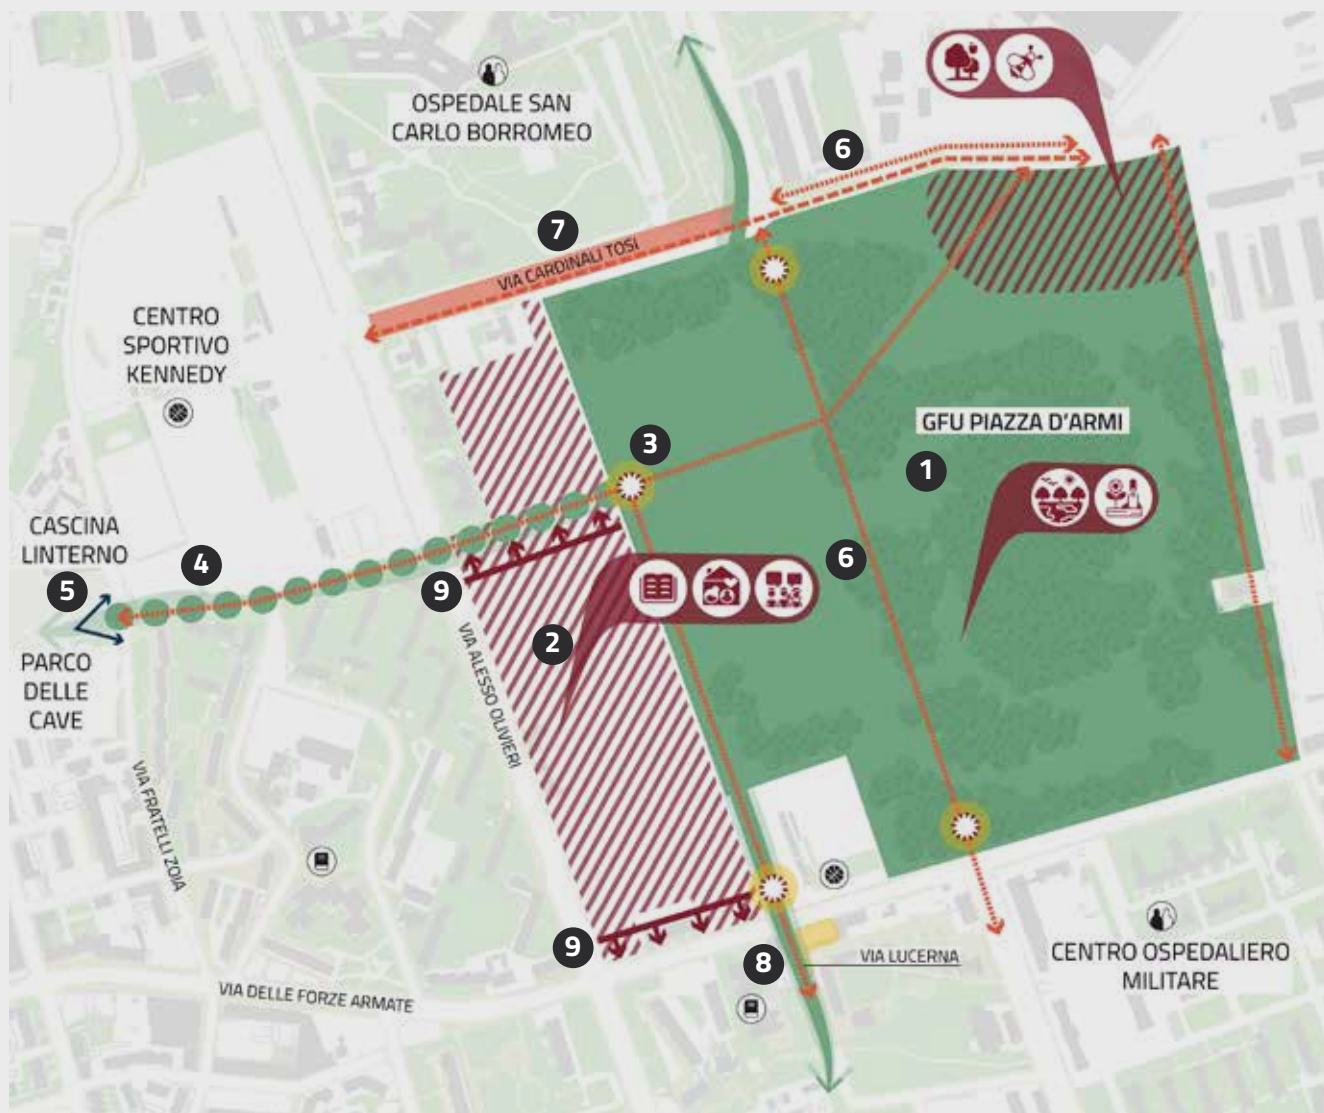 OSPEDALE SAN
CARLO BORROMEO
6
7
VIA CARDINALI TOSI
CENTRO
SPORTIVO
KENNEDY
GFU PIAZZA D'ARMI
3
1
CASCINA
LINTERNO
4
6
5
9
2
PARCO
DELLE
CAVE
VIA ALESSO OLIVIERI
VIA FRATELLI ZOIA
9
8
VIA LUCERNA
CENTRO OSPEDALIERO
MILITARE
VIA DELLE FORZE ARMATE